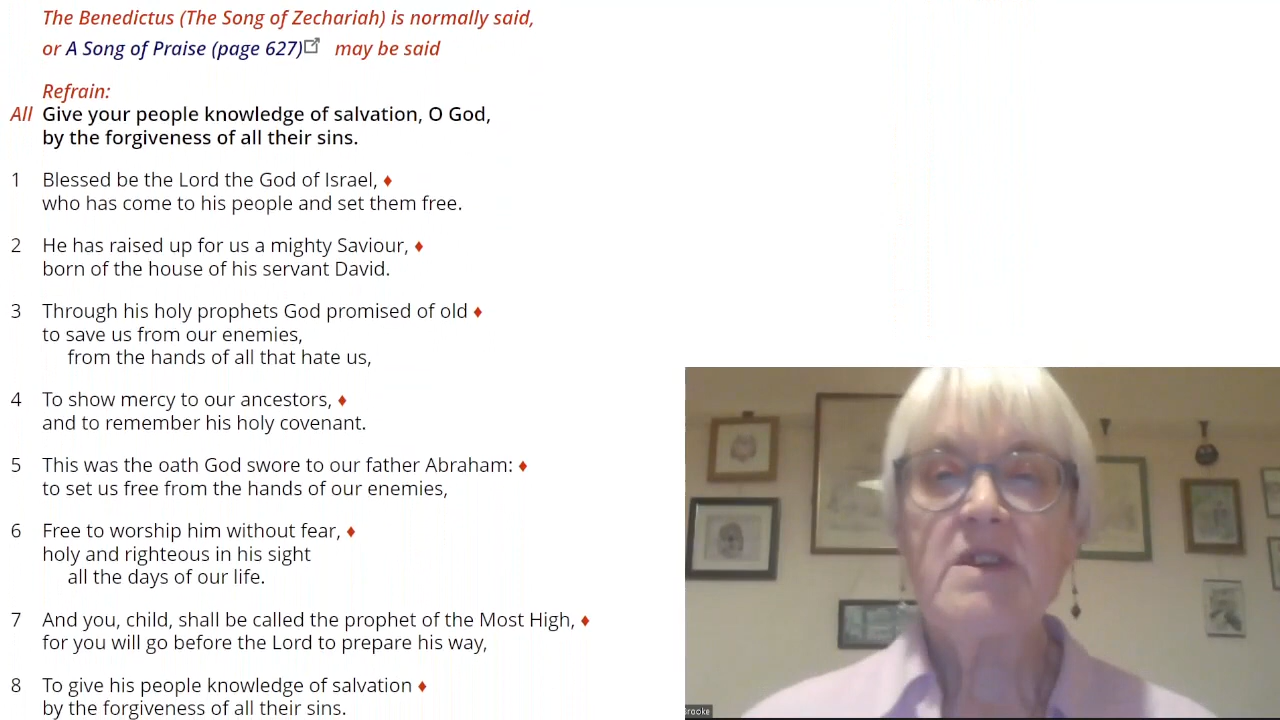 The Benedictus (The Song of Zechariah) is normally said,
or A Song of Praise (page 627) may be said
Refrain:
All Give your people knowledge of salvation, O God,
by the forgiveness of all their sins.
1 Blessed be the Lord the God of Israel, ♦
who has come to his people and set them free.
2 He has raised up for us a mighty Saviour, ♦
born of the house of his servant David.
3 Through his holy prophets God promised of old ♦
to save us from our enemies,
from the hands of all that hate us,
4 To show mercy to our ancestors, ♦
and to remember his holy covenant.
5 This was the oath God swore to our father Abraham: ♦
to set us free from the hands of our enemies,
6 Free to worship him without fear, ♦
holy and righteous in his sight
all the days of our life.
7 And you, child, shall be called the prophet of the Most High, ♦
for you will go before the Lord to prepare his way,
8 To give his people knowledge of salvation ♦
by the forgiveness of all their sins.